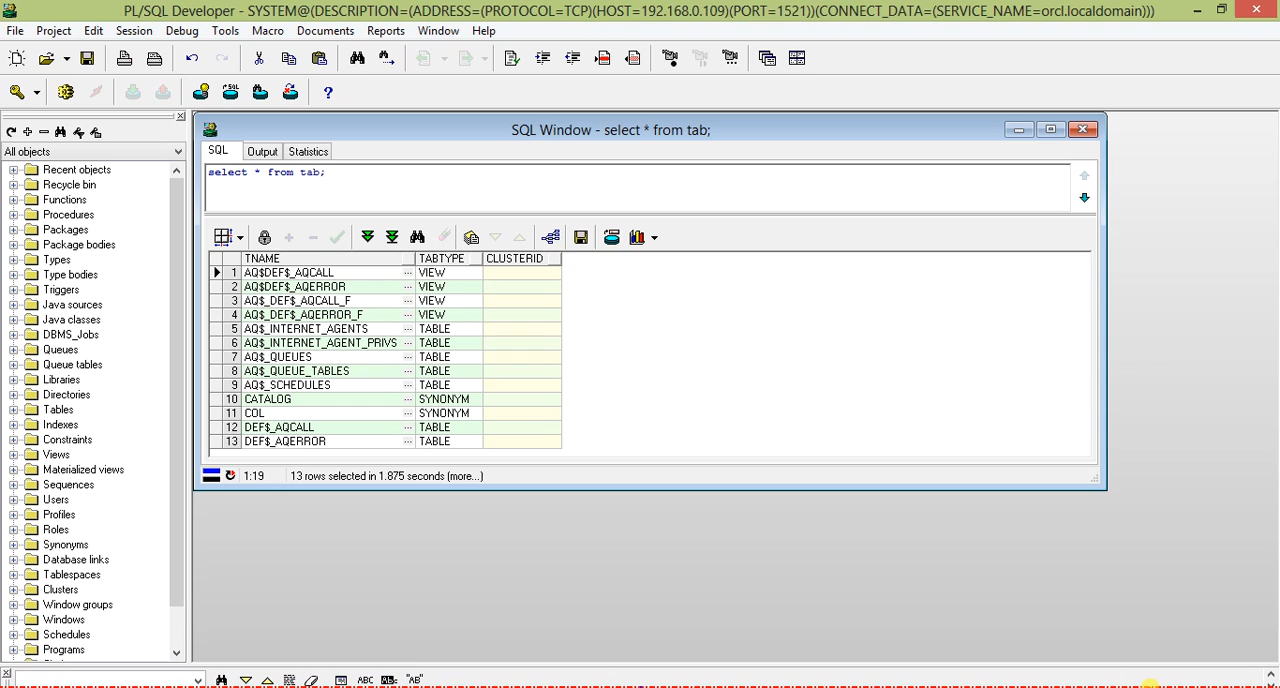 PL/SQL Developer - SYSTEM@(DESCRIPTION=(ADDRESS=(PROTOCOL=TCP)(HOST=192.168.0.109)(PORT=1521))(CONNECT_DATA=(SERVICE_NAME=orcl.localdomain)))
File Project Edit Session Debug Tools Macro Documents Reports Window Help
All objects
Recent objects
Recycle bin
Functions
Procedures
Packages
Package bodies
Types
Type bodies
Triggers
Java sources
Java classes
DBMS_Jobs
Queues
Queue tables
Libraries
Directories
Tables
Indexes
Constraints
Views
Materialized views
Sequences
Users
Profiles
Roles
Synonyms
Database links
Tablespaces
Clusters
Window groups
Windows
Schedules
Programs
SQL Window - select * from tab;
SQL Output Statistics
select * from tab;
TNAME TABTYPE CLUSTERID
1 AQ$DEF$_AQCALL ... VIEW
2 AQ$DEF$_AQERROR ... VIEW
3 AQ$_DEF$_AQCALL_F ... VIEW
4 AQ$_DEF$_AQERROR_F ... VIEW
5 AQ$_INTERNET_AGENTS ... TABLE
6 AQ$_INTERNET_AGENT_PRIVS ... TABLE
7 AQ$_QUEUES ... TABLE
8 AQ$_QUEUE_TABLES ... TABLE
9 AQ$_SCHEDULES ... TABLE
10 CATALOG ... SYNONYM
11 COL ... SYNONYM
12 DEF$_AQCALL ... TABLE
13 DEF$_AQERROR ... TABLE
1:19 13 rows selected in 1.875 seconds (more...)
ABC "AB"